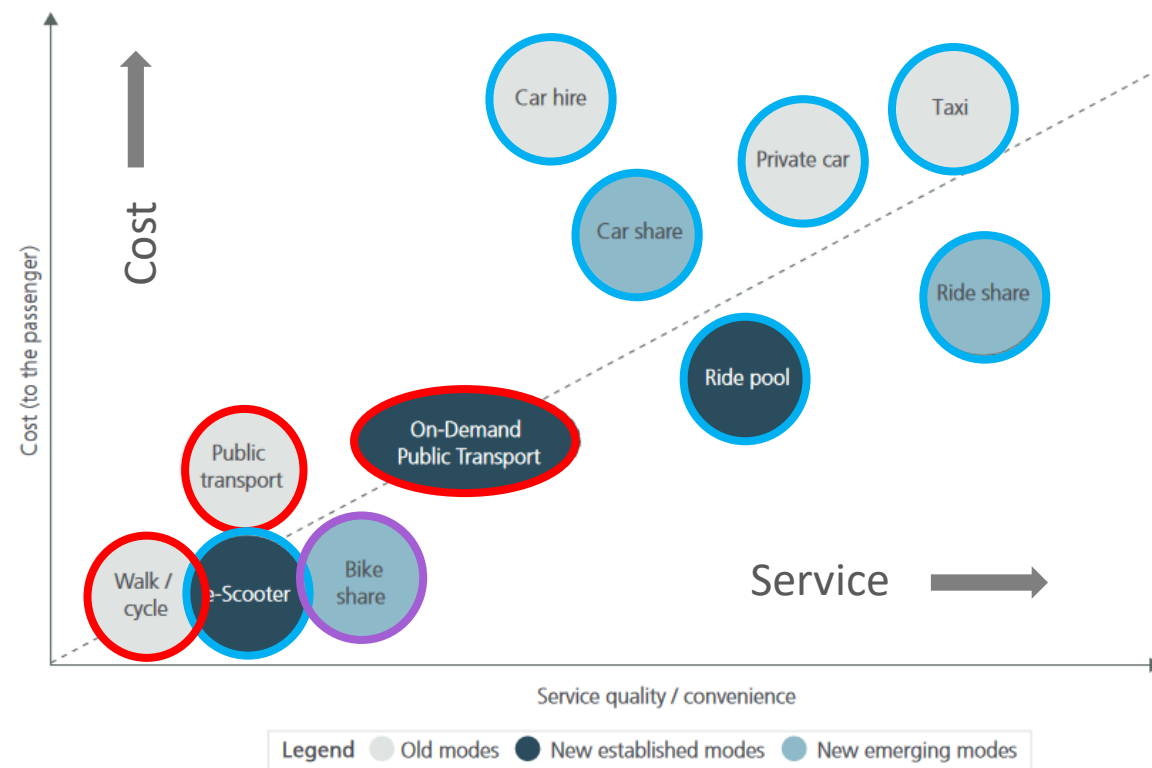 Cost
Cost (to the passenger)
Car hire
Taxi
Private car
Car share
Ride share
Ride pool
On-Demand
Public Transport
Public
transport
Walk /
cycle
e-Scooter
Bike
share
Service
Service quality / convenience
Legend Old modes New established modes New emerging modes